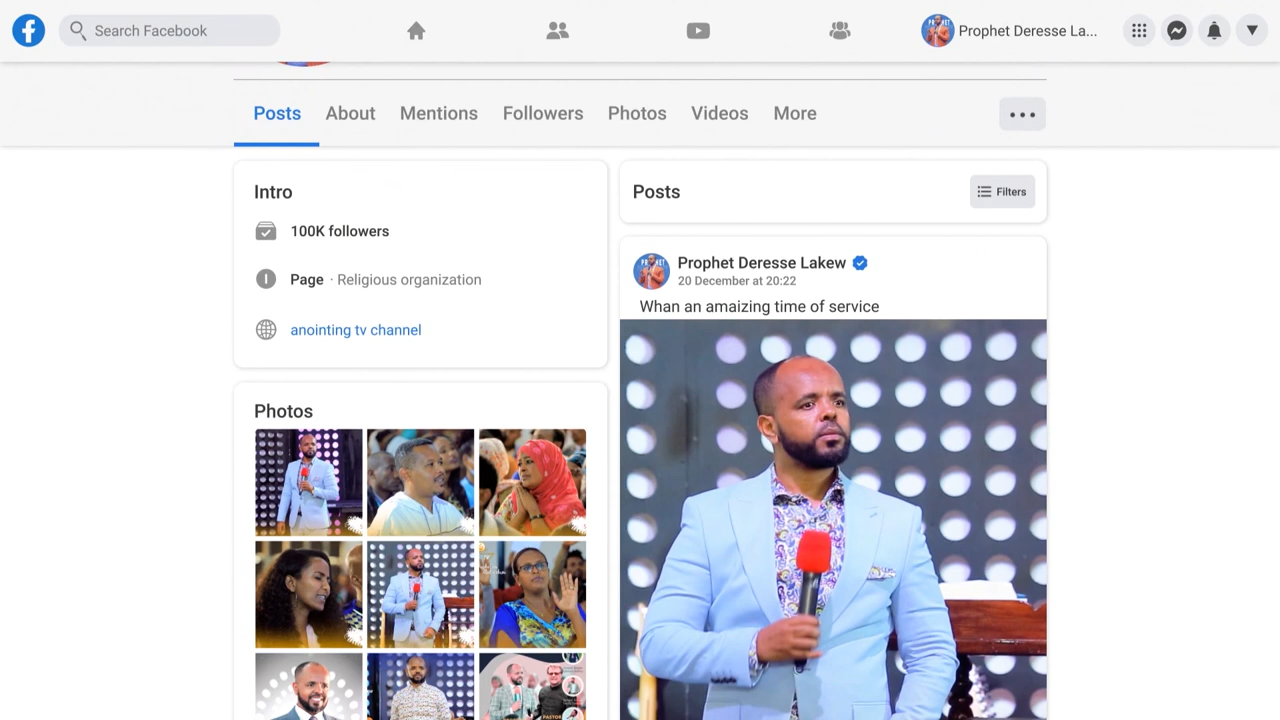 Search Facebook
Prophet Deresse La...
Posts
About
Mentions
Followers
Photos
Videos
More
Intro
100K followers
Page · Religious organization
anointing tv channel
Photos
Posts
Filters
Prophet Deresse Lakew
20 December at 20:22
Whan an amaizing time of service